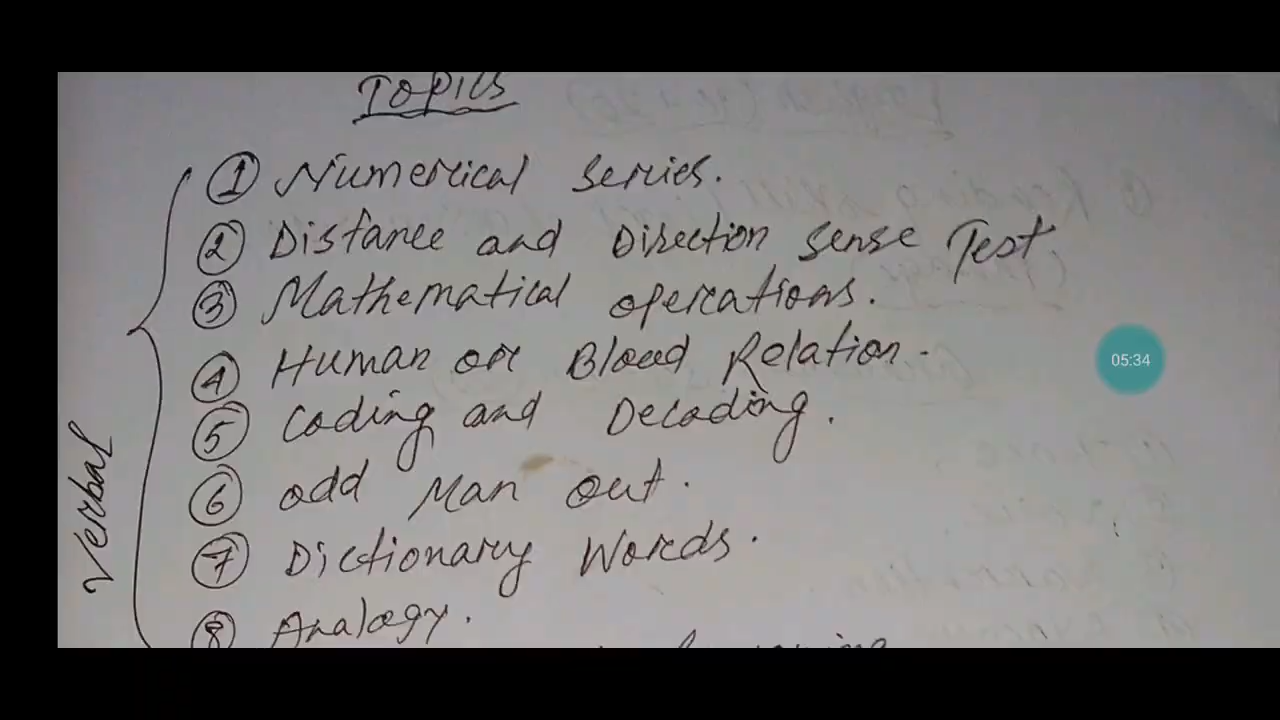 Topics
① Numerical series.
② Distance and Direction sense Test
③ Mathematical operations.
④ Human or Blood Relation.
05:34
⑤ Coding and Decoding.
⑥ odd Man out.
⑦ Dictionary Words.
Verbal
⑧ Analogy.